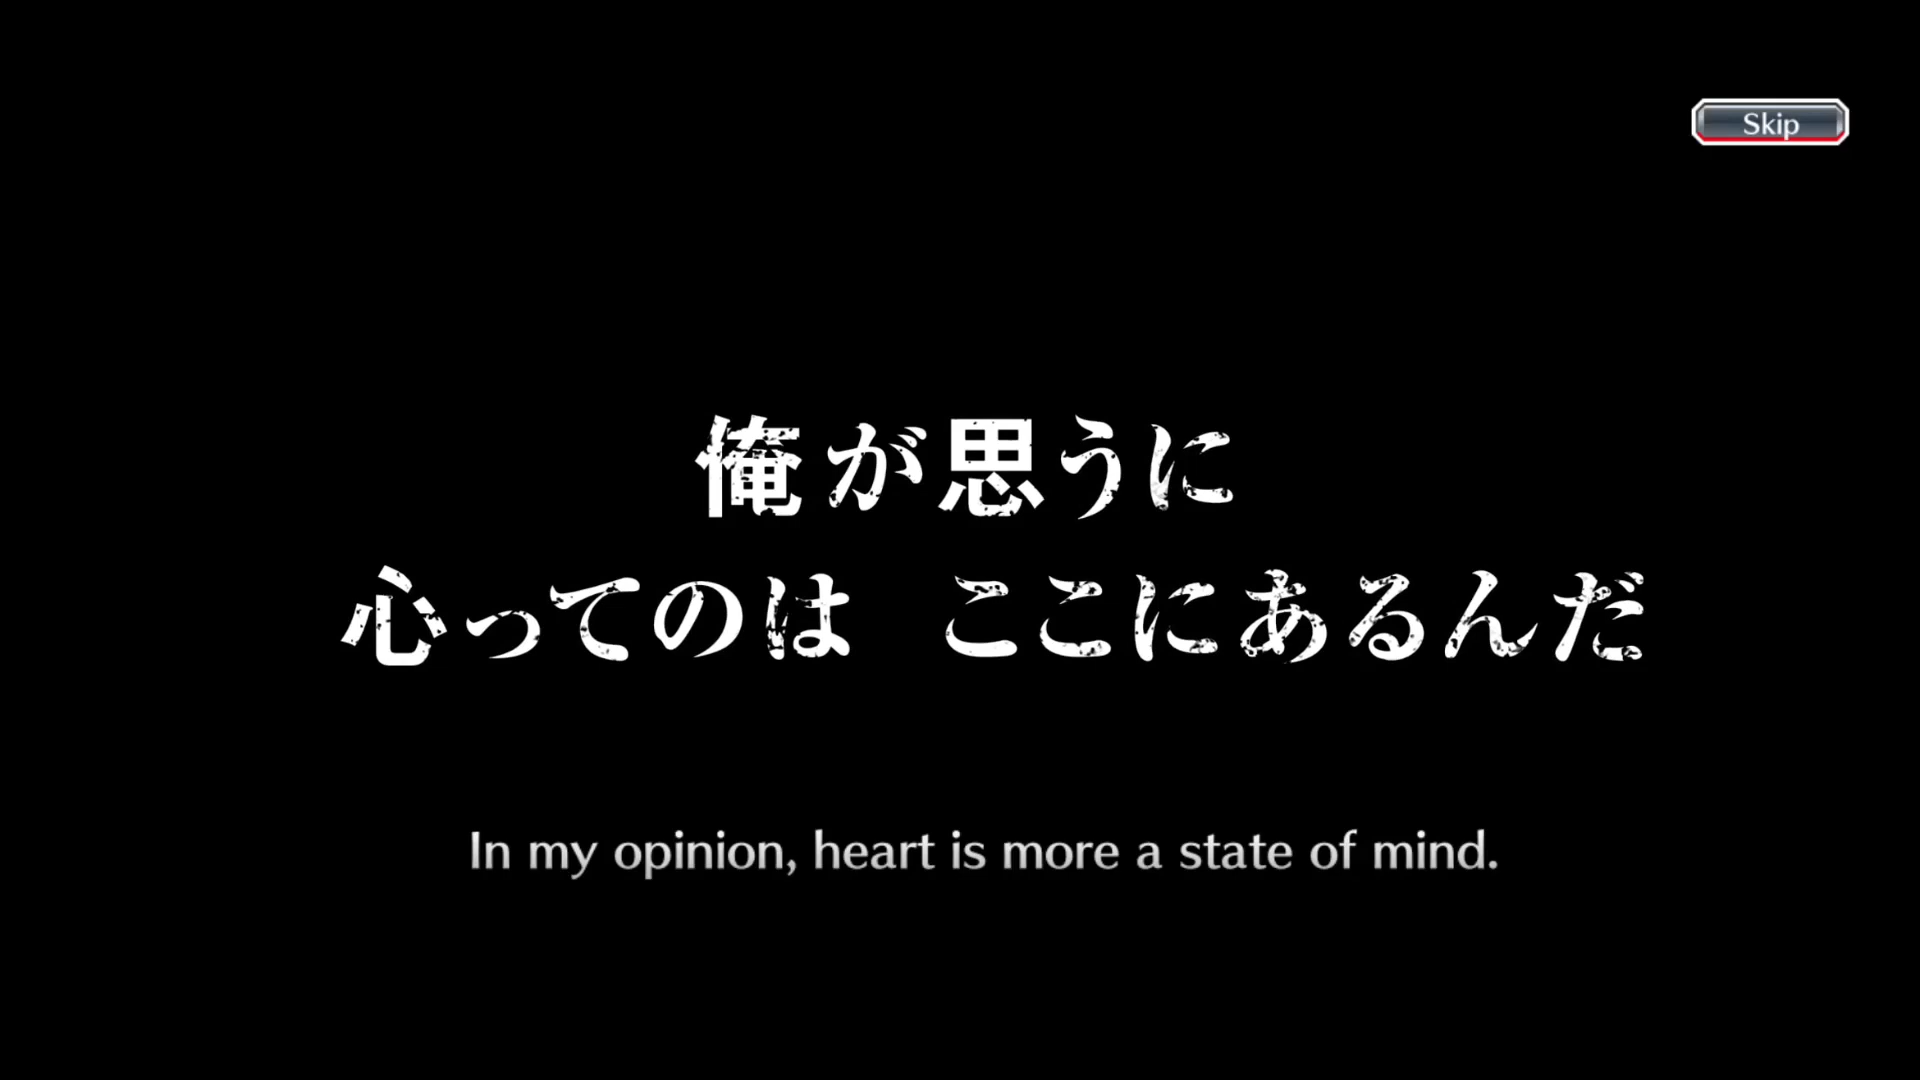 Skip
俺が思うに
心ってのは ここにあるんだ
In my opinion, heart is more a state of mind.